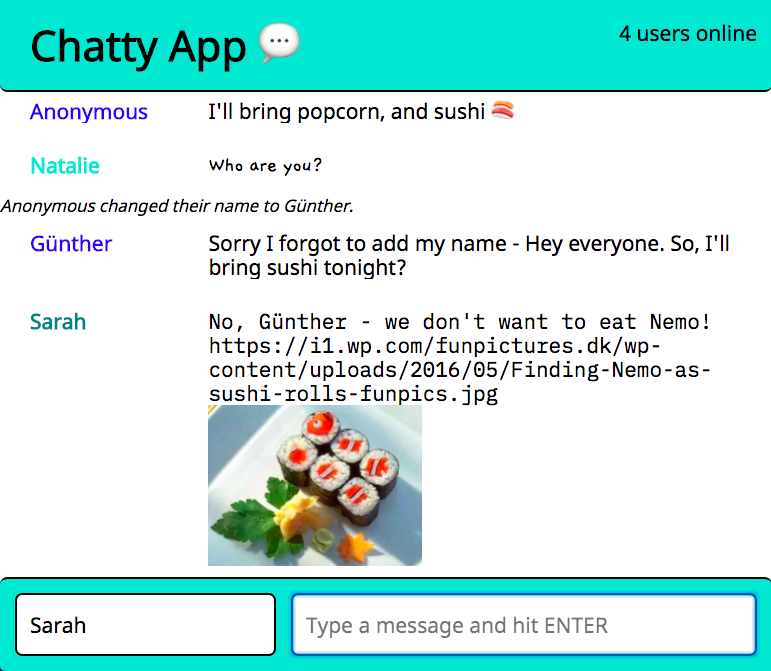 Chatty App 💬
4 users online
Anonymous
I'll bring popcorn, and sushi 🍣
Natalie
Who are you?
Anonymous changed their name to Günther.
Günther
Sorry I forgot to add my name - Hey everyone. So, I'll
bring sushi tonight?
Sarah
No, Günther - we don't want to eat Nemo!
https://i1.wp.com/funpictures.dk/wp-
content/uploads/2016/05/Finding-Nemo-as-
sushi-rolls-funpics.jpg
Sarah
Type a message and hit ENTER